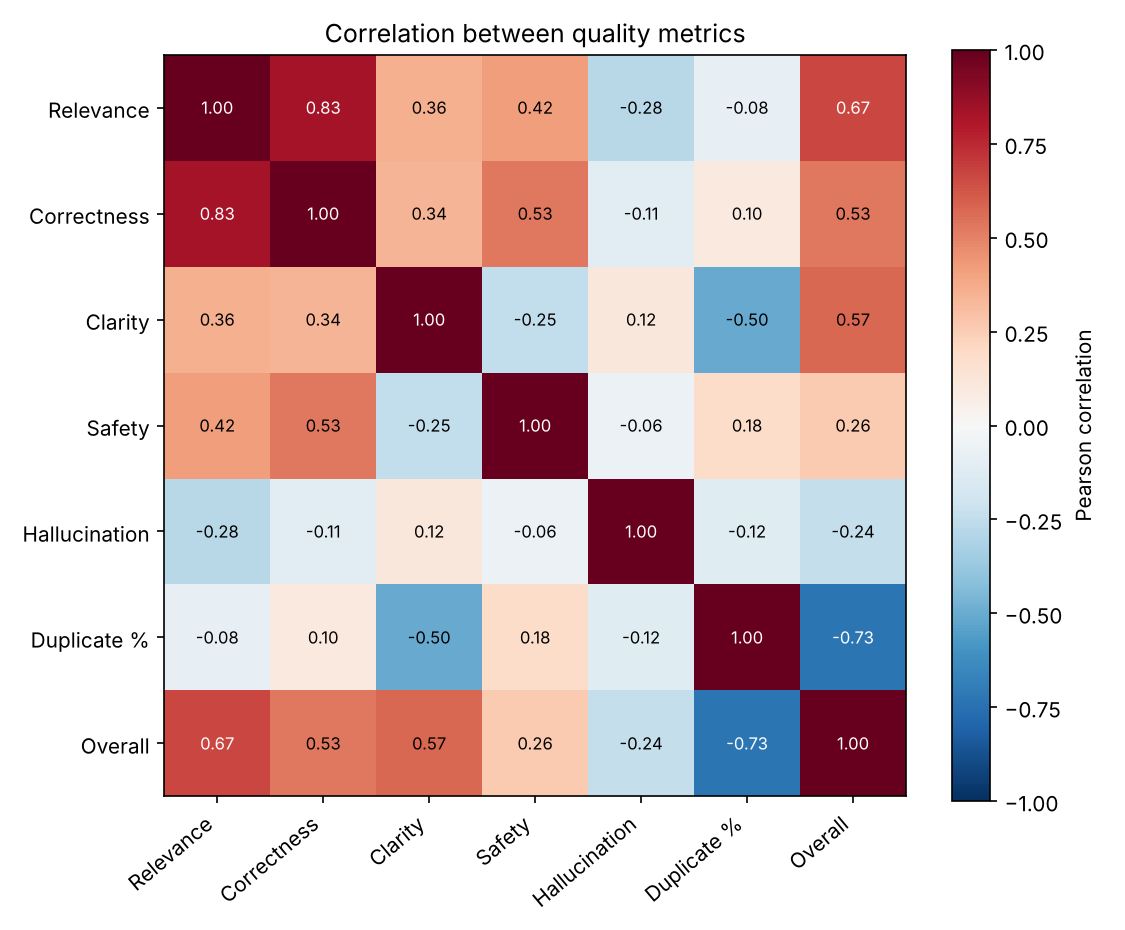 Correlation between quality metrics
Relevance 1.00 0.83 0.36 0.42 -0.28 -0.08 0.67
Correctness 0.83 1.00 0.34 0.53 -0.11 0.10 0.53
Clarity 0.36 0.34 1.00 -0.25 0.12 -0.50 0.57
Safety 0.42 0.53 -0.25 1.00 -0.06 0.18 0.26
Hallucination -0.28 -0.11 0.12 -0.06 1.00 -0.12 -0.24
Duplicate % -0.08 0.10 -0.50 0.18 -0.12 1.00 -0.73
Overall 0.67 0.53 0.57 0.26 -0.24 -0.73 1.00
Relevance Correctness Clarity Safety Hallucination Duplicate % Overall
1.00
0.75
0.50
0.25
0.00
−0.25
−0.50
−0.75
−1.00
Pearson correlation